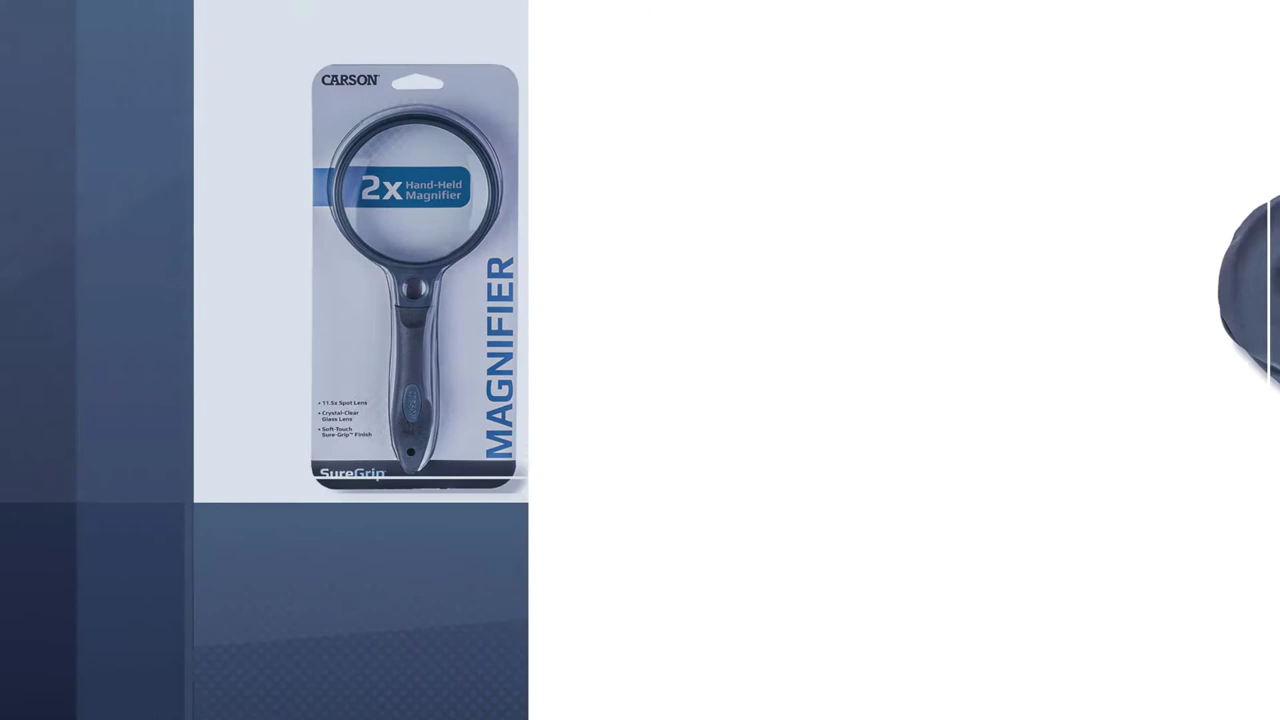 CARSON
2x Hand-Held
Magnifier
MAGNIFIER
• 11.5x Spot Lens
• Crystal-Clear
Glass Lens
• Soft-Touch
Sure-Grip™ Finish
SureGrip